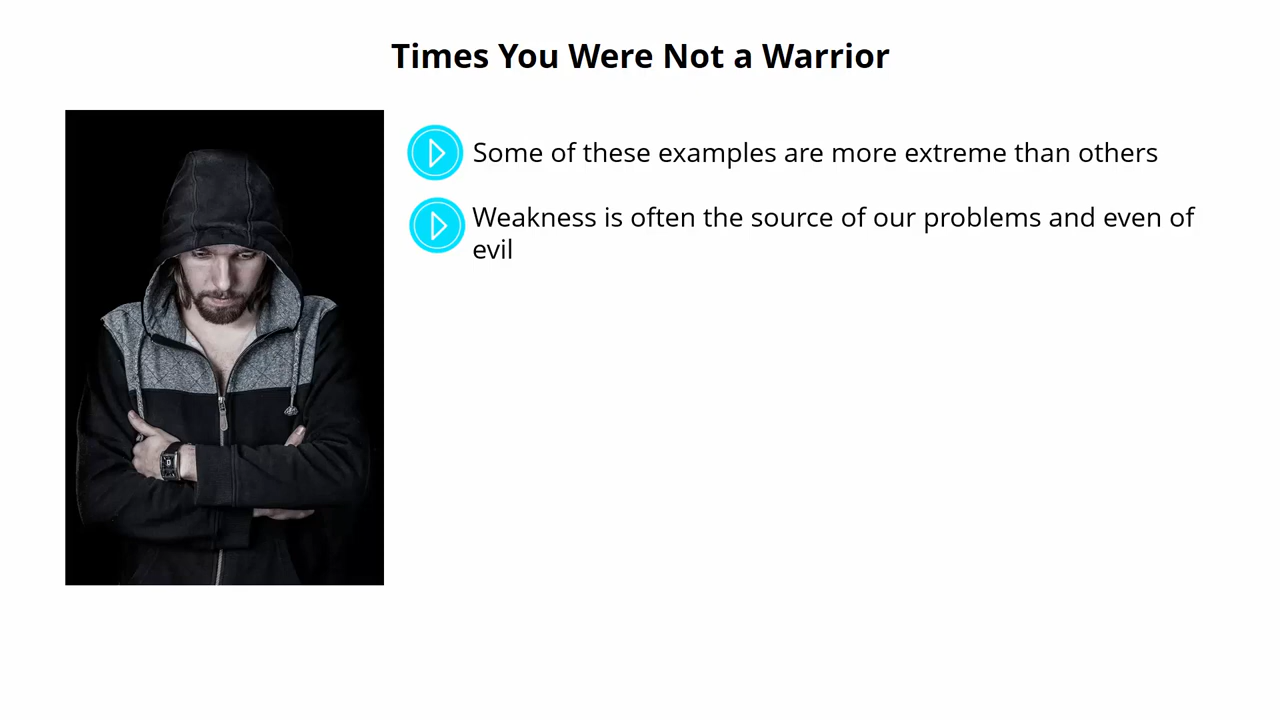 Times You Were Not a Warrior
Some of these examples are more extreme than others
Weakness is often the source of our problems and even of
evil